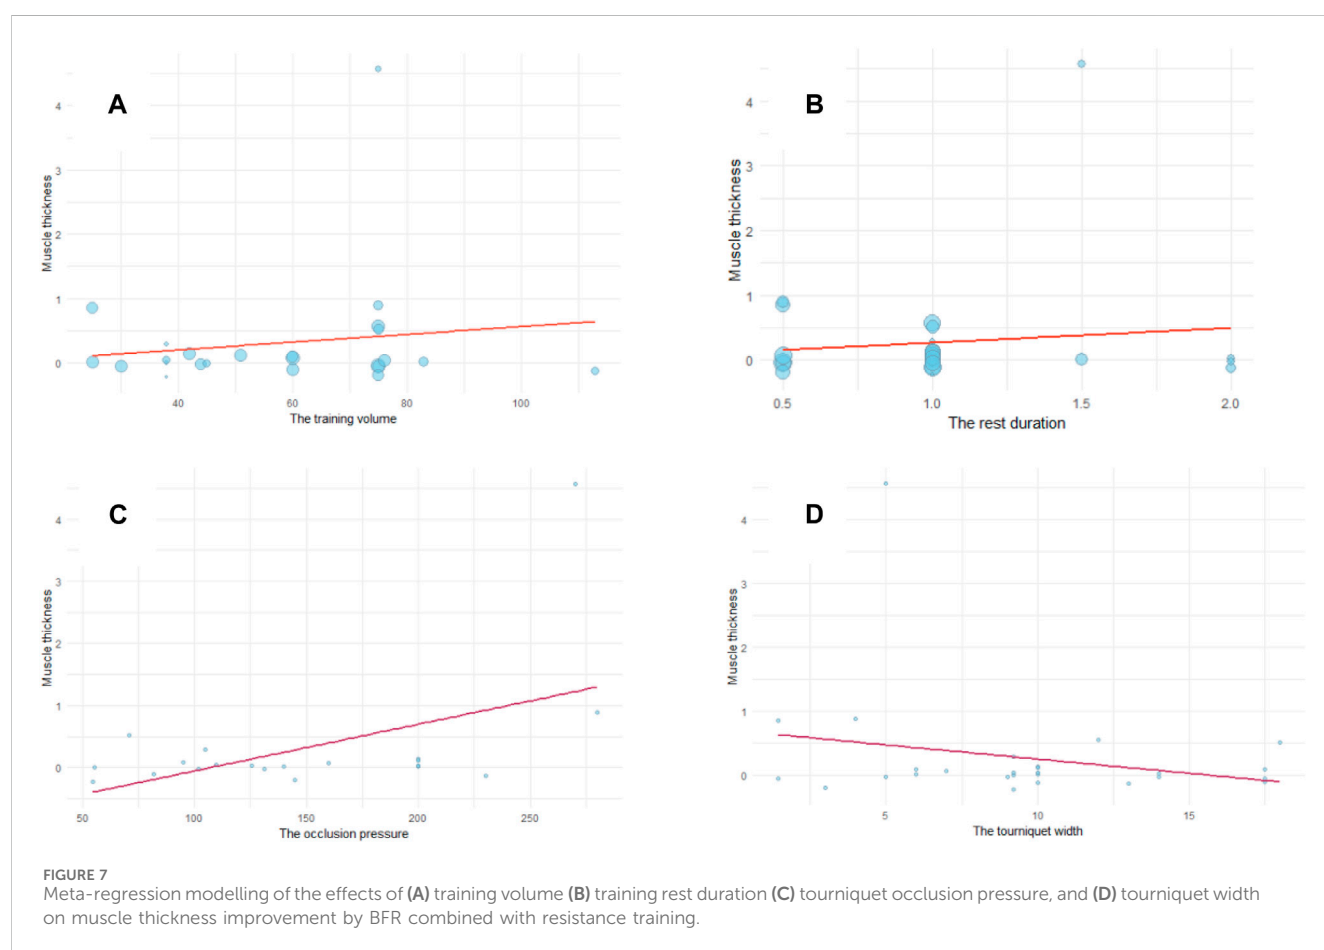 A
Muscle thickness
4
3
2
1
0
40 60 80 100
The training volume
B
Muscle thickness
4
3
2
1
0
0.5 1.0 1.5 2.0
The rest duration
C
Muscle thickness
4
3
2
1
0
50 100 150 200 250
The occlusion pressure
D
Muscle thickness
4
3
2
1
0
5 10 15
The tourniquet width
FIGURE 7
Meta-regression modelling of the effects of (A) training volume (B) training rest duration (C) tourniquet occlusion pressure, and (D) tourniquet width
on muscle thickness improvement by BFR combined with resistance training.